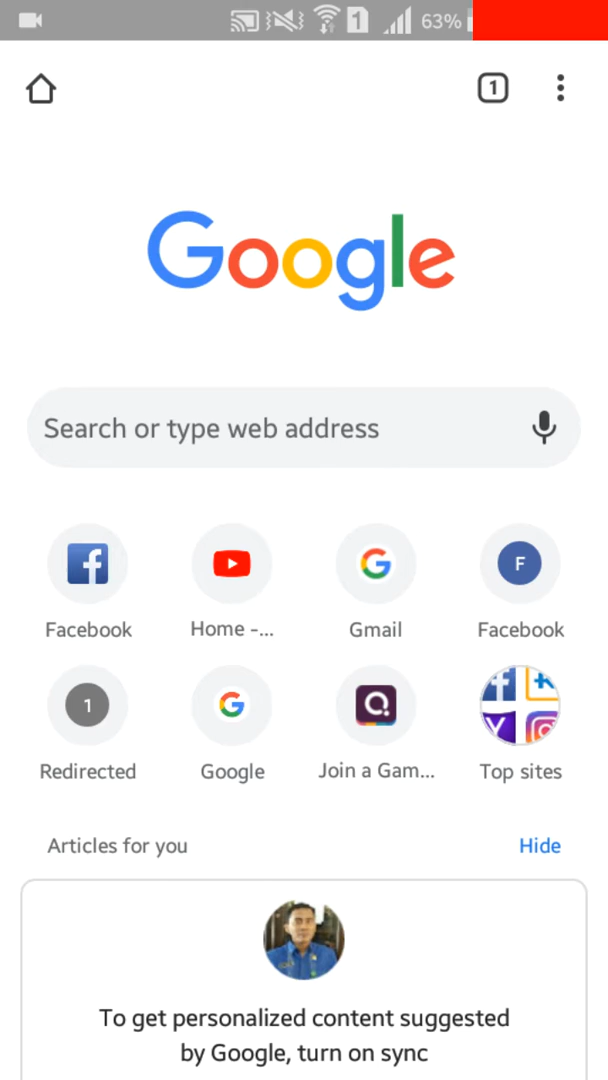 1 63%
1
Google
Search or type web address
f F
Facebook Home -... Gmail Facebook
1
Redirected Google Join a Gam... Top sites
Articles for you Hide
To get personalized content suggested
by Google, turn on sync